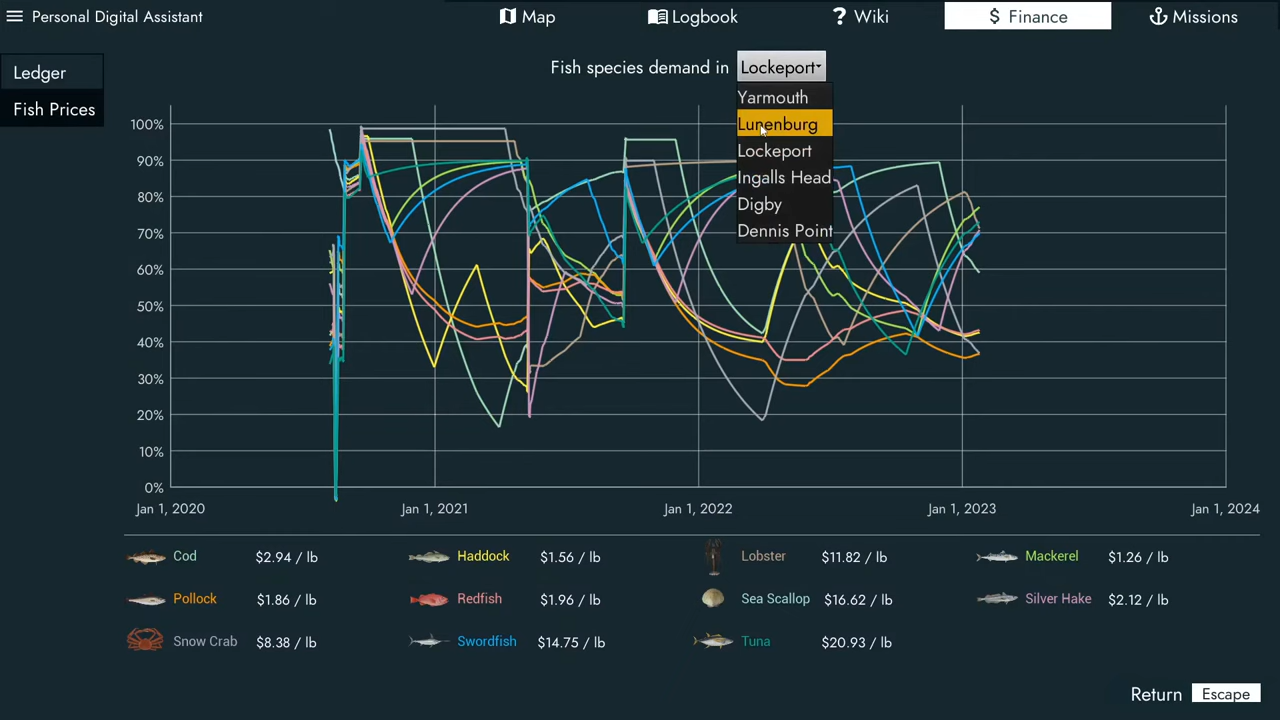 Personal Digital Assistant
Map
Logbook
? Wiki
$ Finance
Missions
Ledger
Fish Prices
Fish species demand in Lockeport
Yarmouth
Lunenburg
Lockeport
Ingalls Head
Digby
Dennis Point
100%
90%
80%
70%
60%
50%
40%
30%
20%
10%
0%
Jan 1, 2020
Jan 1, 2021
Jan 1, 2022
Jan 1, 2023
Jan 1, 2024
Cod $2.94 / lb
Haddock $1.56 / lb
Lobster $11.82 / lb
Mackerel $1.26 / lb
Pollock $1.86 / lb
Redfish $1.96 / lb
Sea Scallop $16.62 / lb
Silver Hake $2.12 / lb
Snow Crab $8.38 / lb
Swordfish $14.75 / lb
Tuna $20.93 / lb
Return Escape